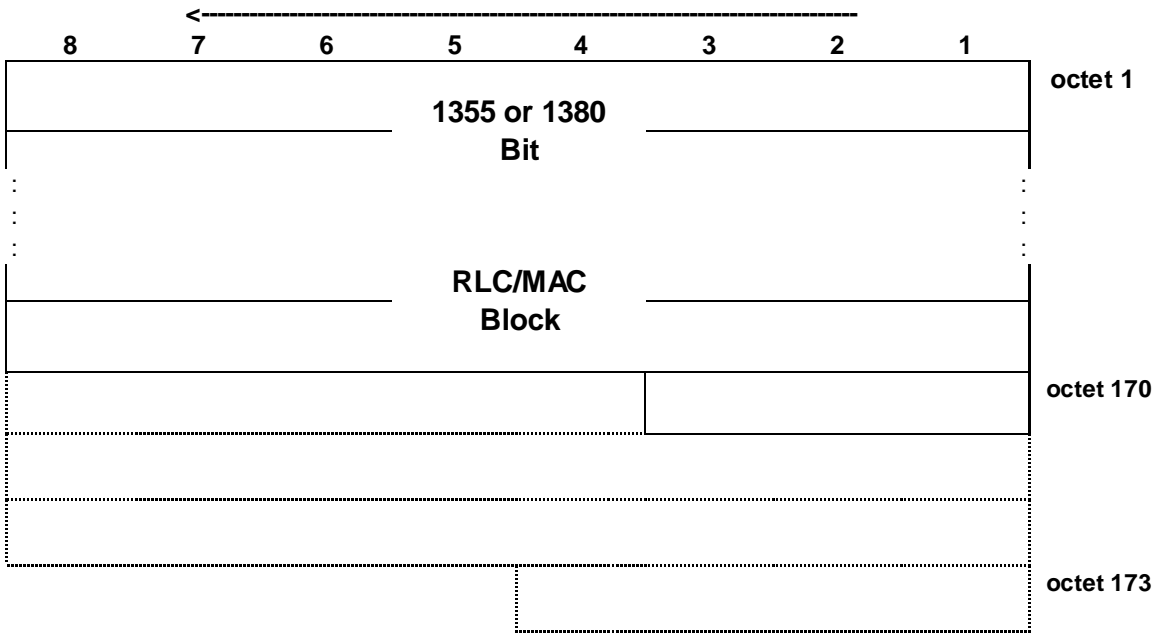 <------------------------------------------------------------------------------------
8 7 6 5 4 3 2 1
octet 1
1355 or 1380
Bit
: :
: :
: :
RLC/MAC
Block
octet 170
octet 173